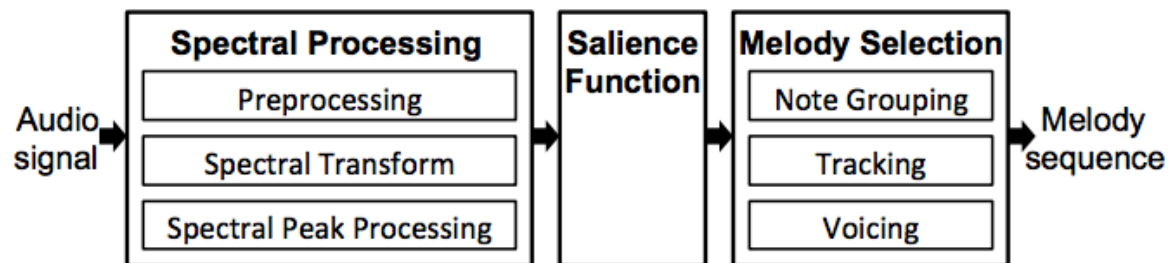 Audio
signal
Spectral Processing
Preprocessing
Spectral Transform
Spectral Peak Processing
Salience
Function
Melody Selection
Note Grouping
Tracking
Voicing
Melody
sequence